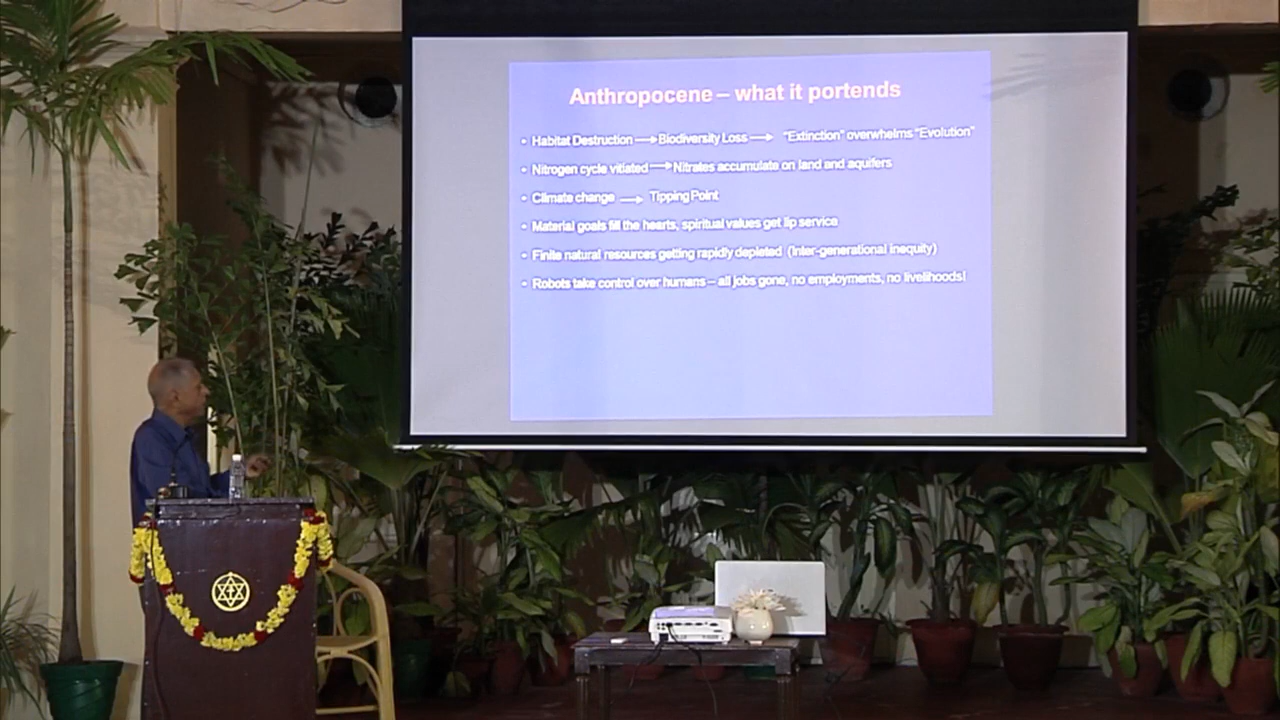 Anthropocene – what it portends
• Habitat Destruction → Biodiversity Loss → "Extinction" overwhelms "Evolution"
• Nitrogen cycle vitiated → Nitrates accumulate on land and aquifers
• Climate change → Tipping Point
• Material goals fill the hearts, spiritual values get lip service
• Finite natural resources getting rapidly depleted (Inter-generational inequity)
• Robots take control over humans – all jobs gone, no employments, no livelihoods!